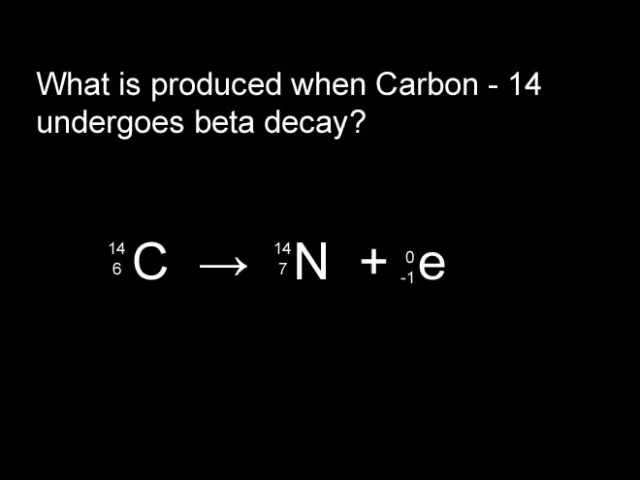 What is produced when Carbon - 14
undergoes beta decay?
¹⁴₆C → ¹⁴₇N + ⁰₋₁e